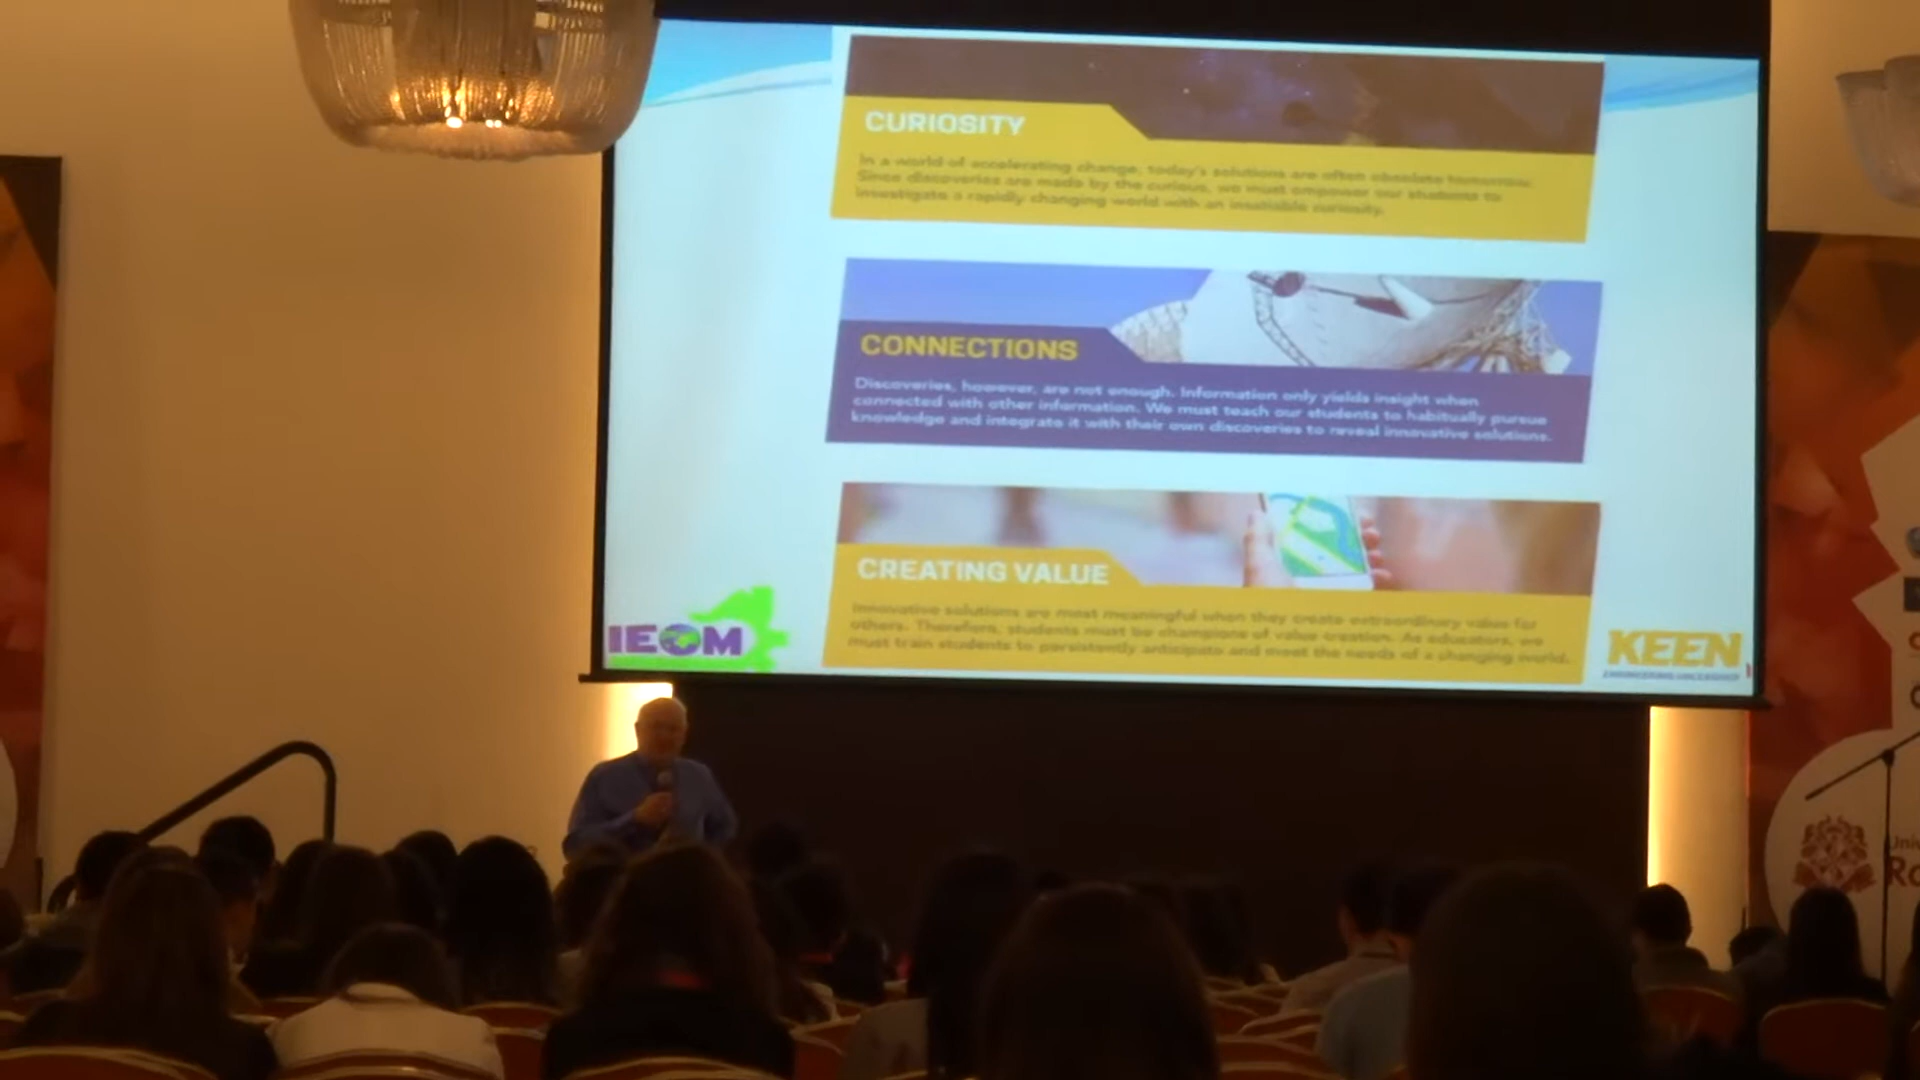 CURIOSITY
In a world of accelerating change, today's solutions are often obsolete tomorrow.
Since discoveries are made by the curious, we must empower our students to
investigate a rapidly changing world with an insatiable curiosity.
CONNECTIONS
Discoveries, however, are not enough. Information only yields insight when
connected with other information. We must teach our students to habitually pursue
knowledge and integrate it with their own discoveries to reveal innovative solutions.
CREATING VALUE
Innovative solutions are most meaningful when they create extraordinary value for
others. Therefore, students must be champions of value creation. As educators, we
must train students to persistently anticipate and meet the needs of a changing world.
IEOM
KEEN
ENGINEERING UNLEASHED